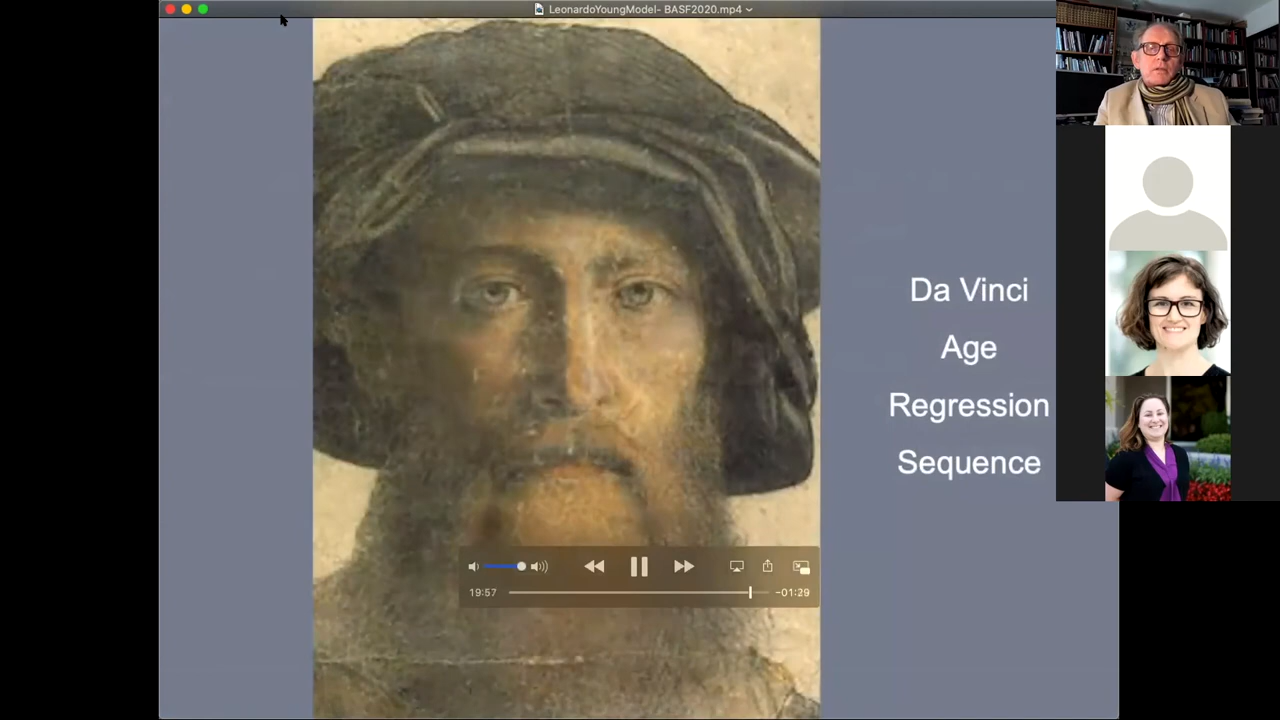 LeonardoYoungModel- BASF2020.mp4
Da Vinci
Age
Regression
Sequence
19:57
-01:29